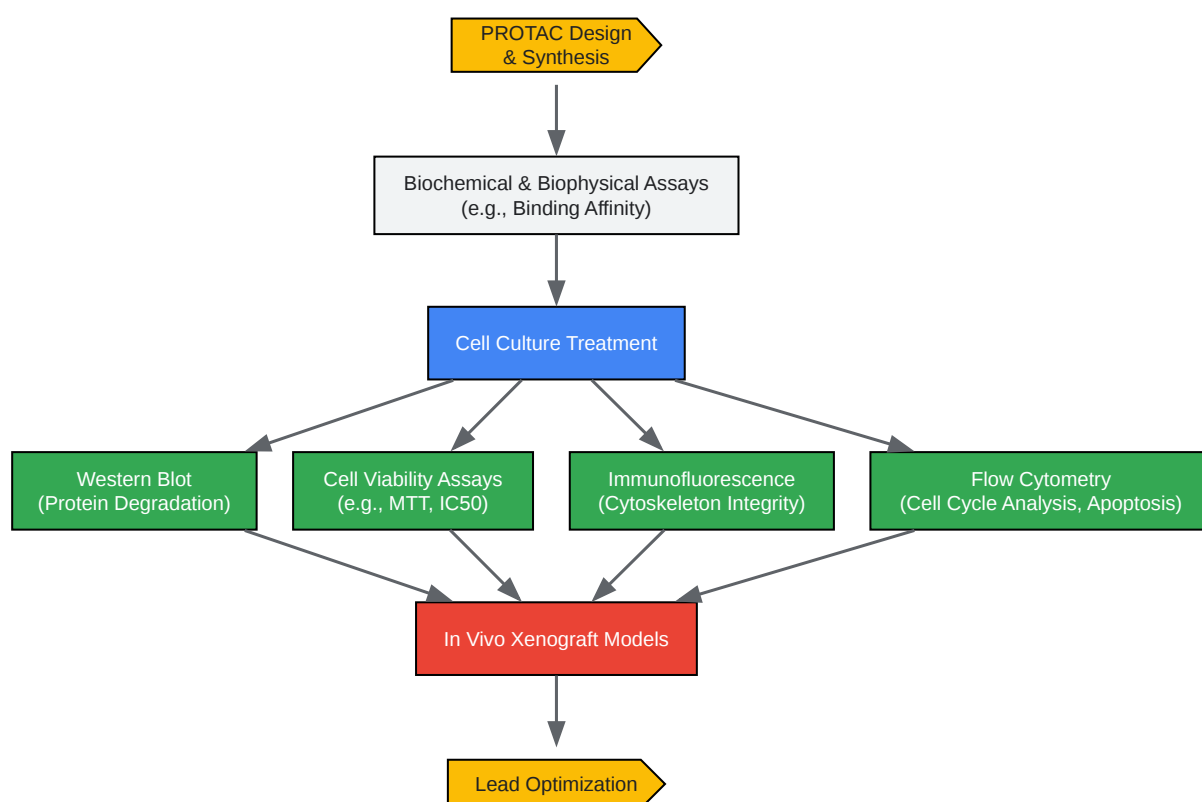 PROTAC Design
& Synthesis
Biochemical & Biophysical Assays
(e.g., Binding Affinity)
Cell Culture Treatment
Western Blot
(Protein Degradation)
Cell Viability Assays
(e.g., MTT, IC50)
Immunofluorescence
(Cytoskeleton Integrity)
Flow Cytometry
(Cell Cycle Analysis, Apoptosis)
In Vivo Xenograft Models
Lead Optimization